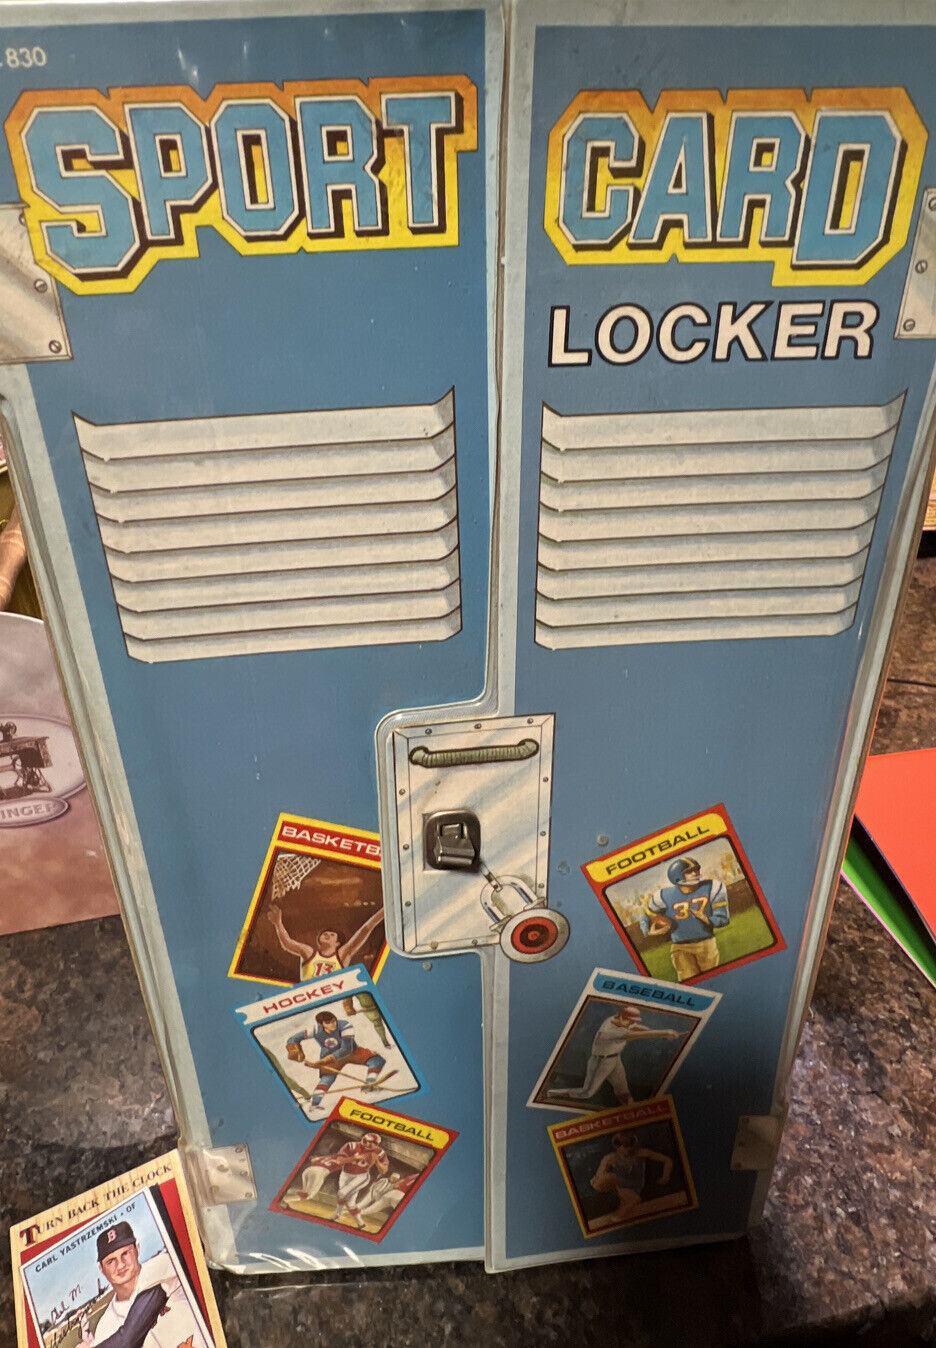 830
SPORT
CARD
LOCKER
BASKETB
FOOTBALL
37
13
HOCKEY
BASEBALL
FOOTBALL
BASKETBALL
INGER
TURN BACK THE CLOCK
CARL YASTRZEMSKI • OF
B